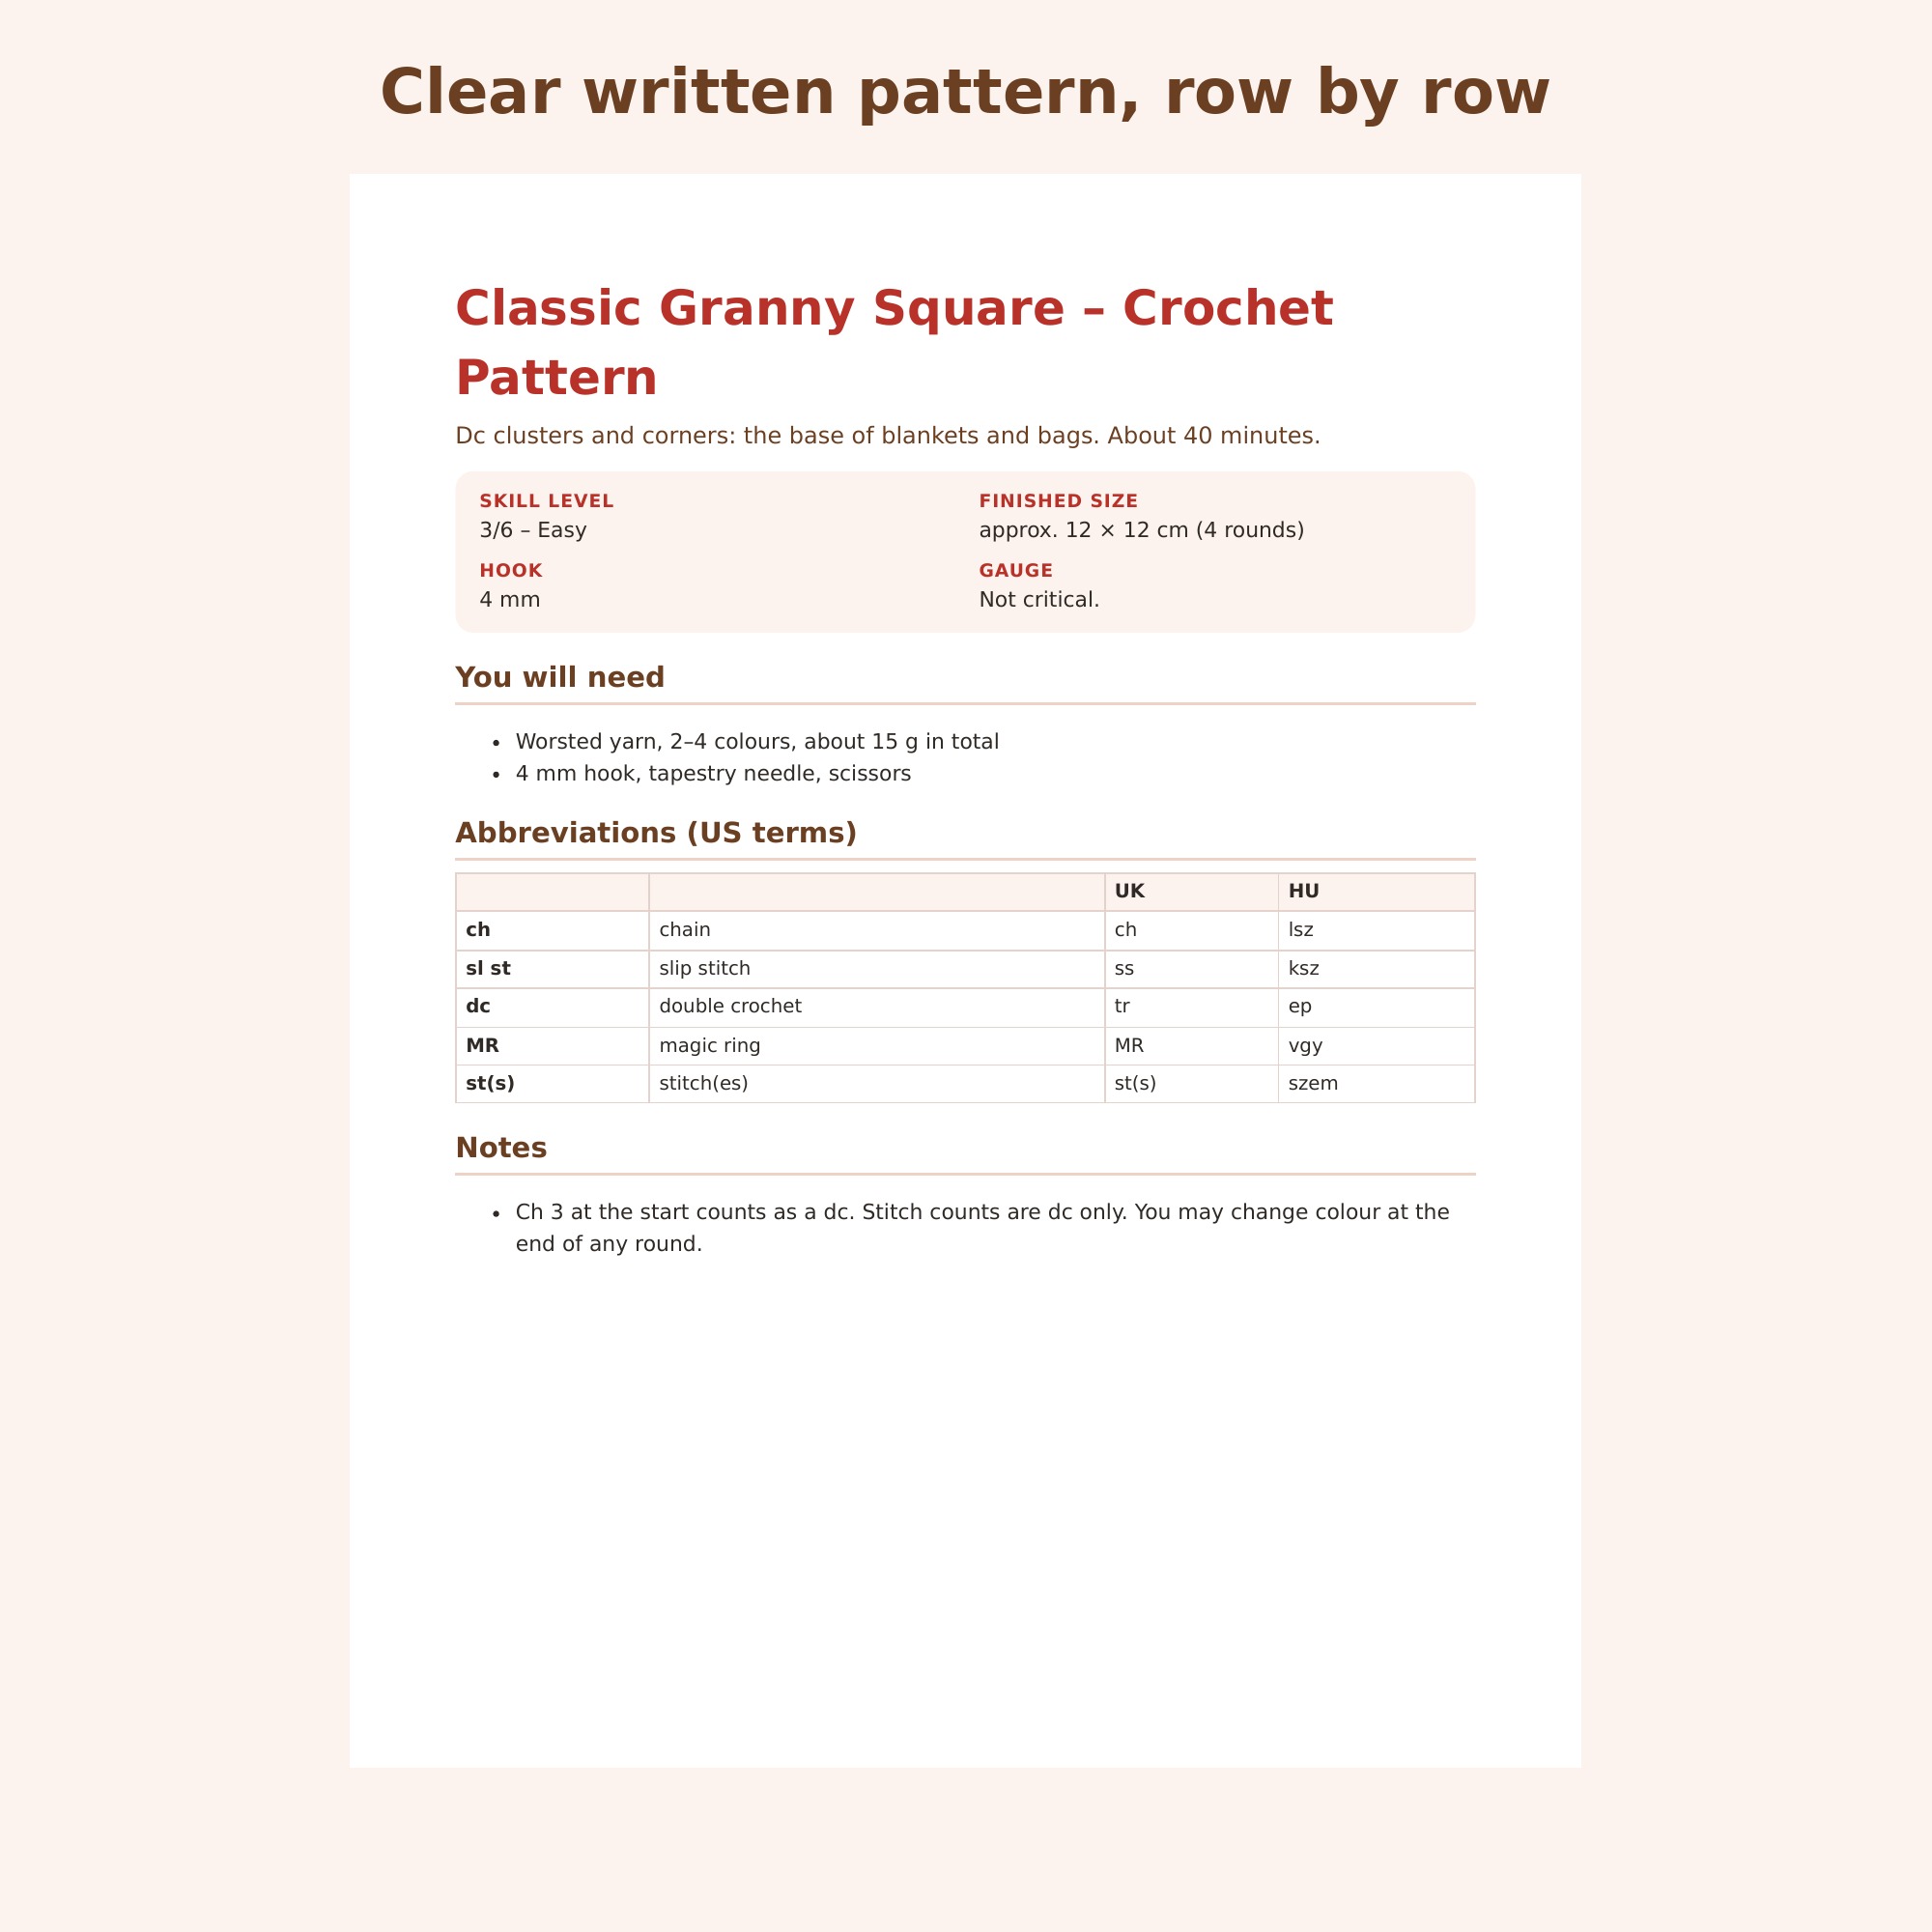 Clear written pattern, row by row
Classic Granny Square – Crochet
Pattern
Dc clusters and corners: the base of blankets and bags. About 40 minutes.
SKILL LEVEL
3/6 – Easy
FINISHED SIZE
approx. 12 × 12 cm (4 rounds)
HOOK
4 mm
GAUGE
Not critical.
You will need
• Worsted yarn, 2–4 colours, about 15 g in total
• 4 mm hook, tapestry needle, scissors
Abbreviations (US terms)
UK HU
ch chain ch lsz
sl st slip stitch ss ksz
dc double crochet tr ep
MR magic ring MR vgy
st(s) stitch(es) st(s) szem
Notes
• Ch 3 at the start counts as a dc. Stitch counts are dc only. You may change colour at the
end of any round.